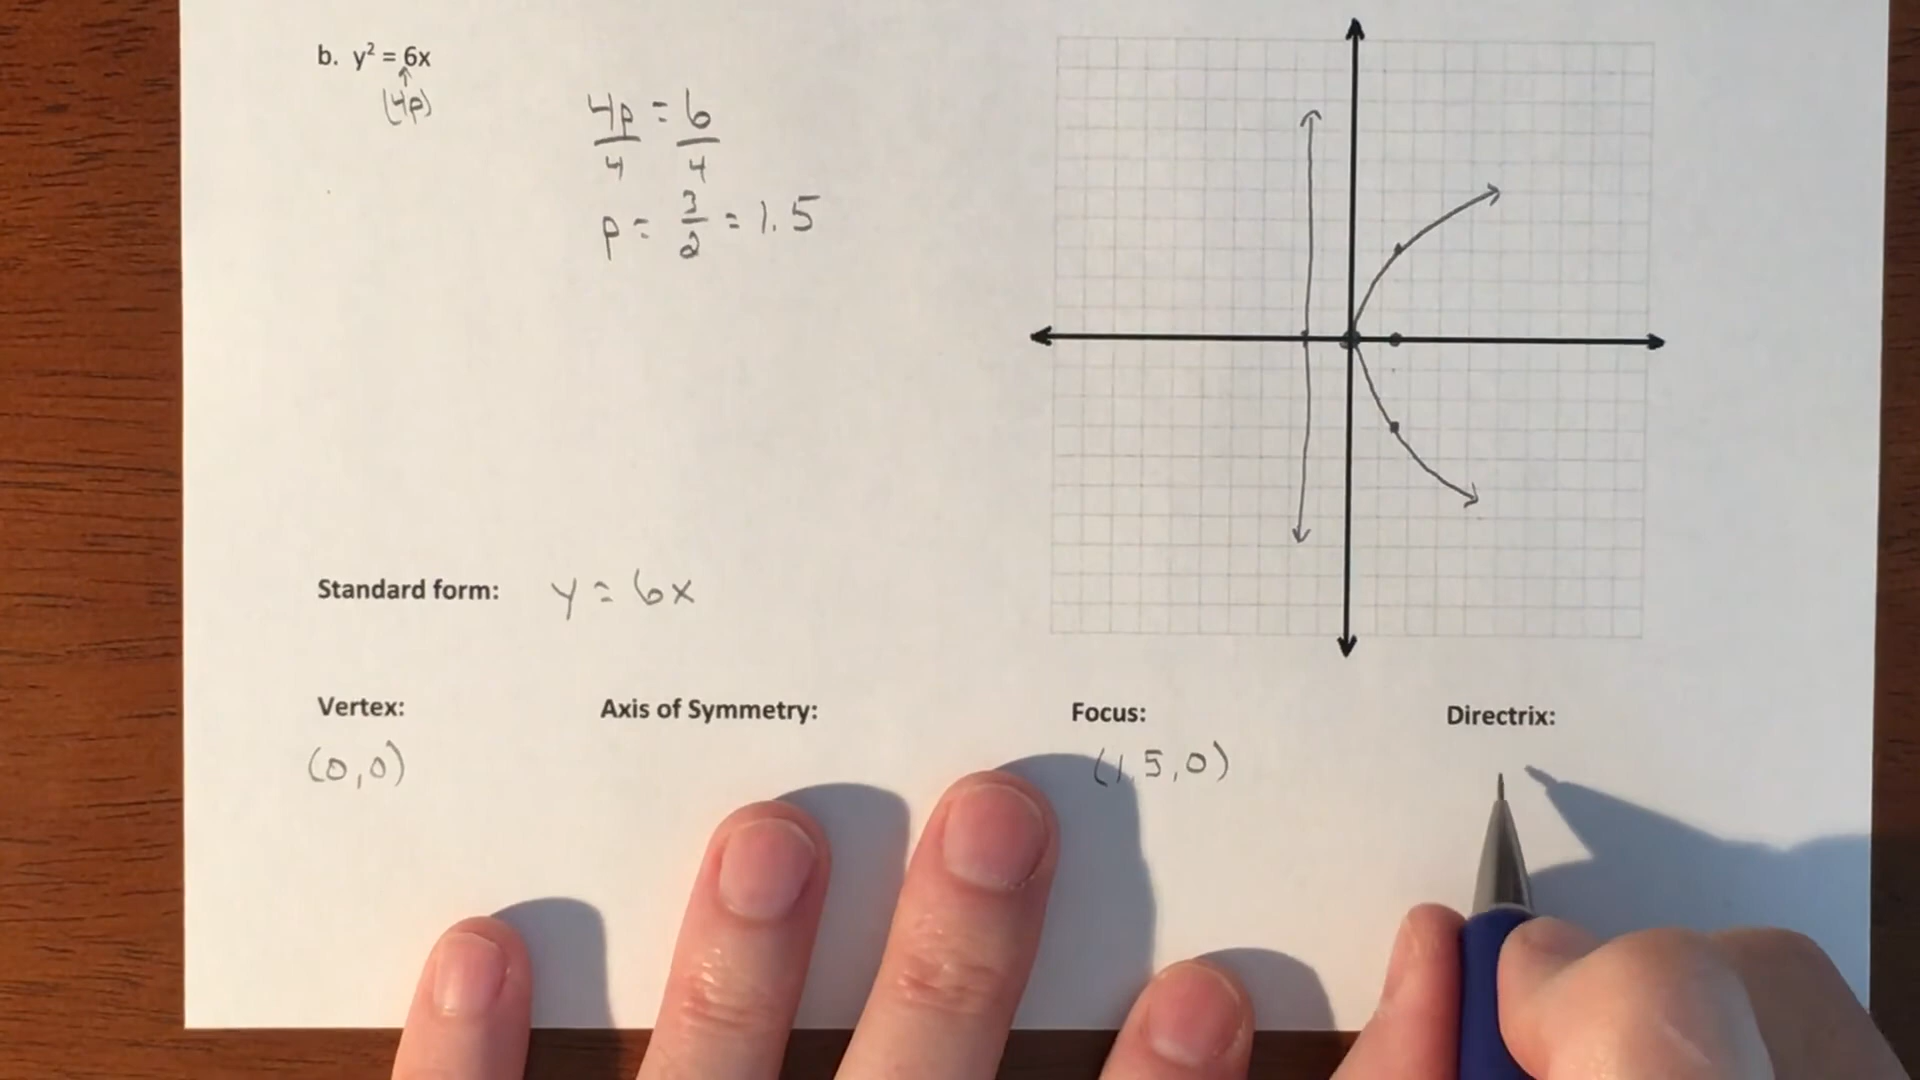 b. y² = 6x
(4p)
4p = 6
4 4
p = 3/2 = 1.5
Standard form: y = 6x
Vertex: Axis of Symmetry: Focus: Directrix:
(0,0) (1.5,0)